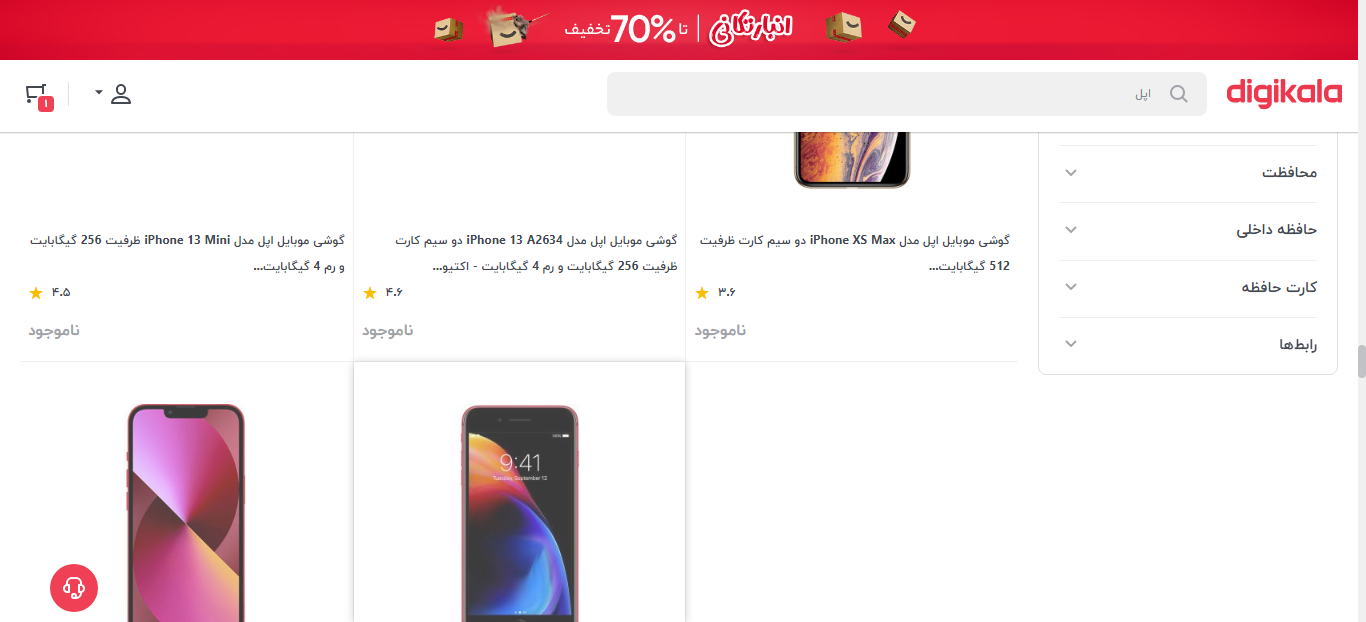 انبارتکانی | تا 70% تخفیف
digikala
اپل
۱
محافظت
حافظه داخلی
کارت حافظه
رابط‌ها
گوشی موبایل اپل مدل iPhone XS Max دو سیم کارت ظرفیت
512 گیگابایت...
۳.۶
ناموجود
گوشی موبایل اپل مدل iPhone 13 A2634 دو سیم کارت
ظرفیت 256 گیگابایت و رم 4 گیگابایت - اکتیو...
۴.۶
ناموجود
گوشی موبایل اپل مدل iPhone 13 Mini ظرفیت 256 گیگابایت
و رم 4 گیگابایت...
۴.۵
ناموجود
9:41
Tuesday, September 12